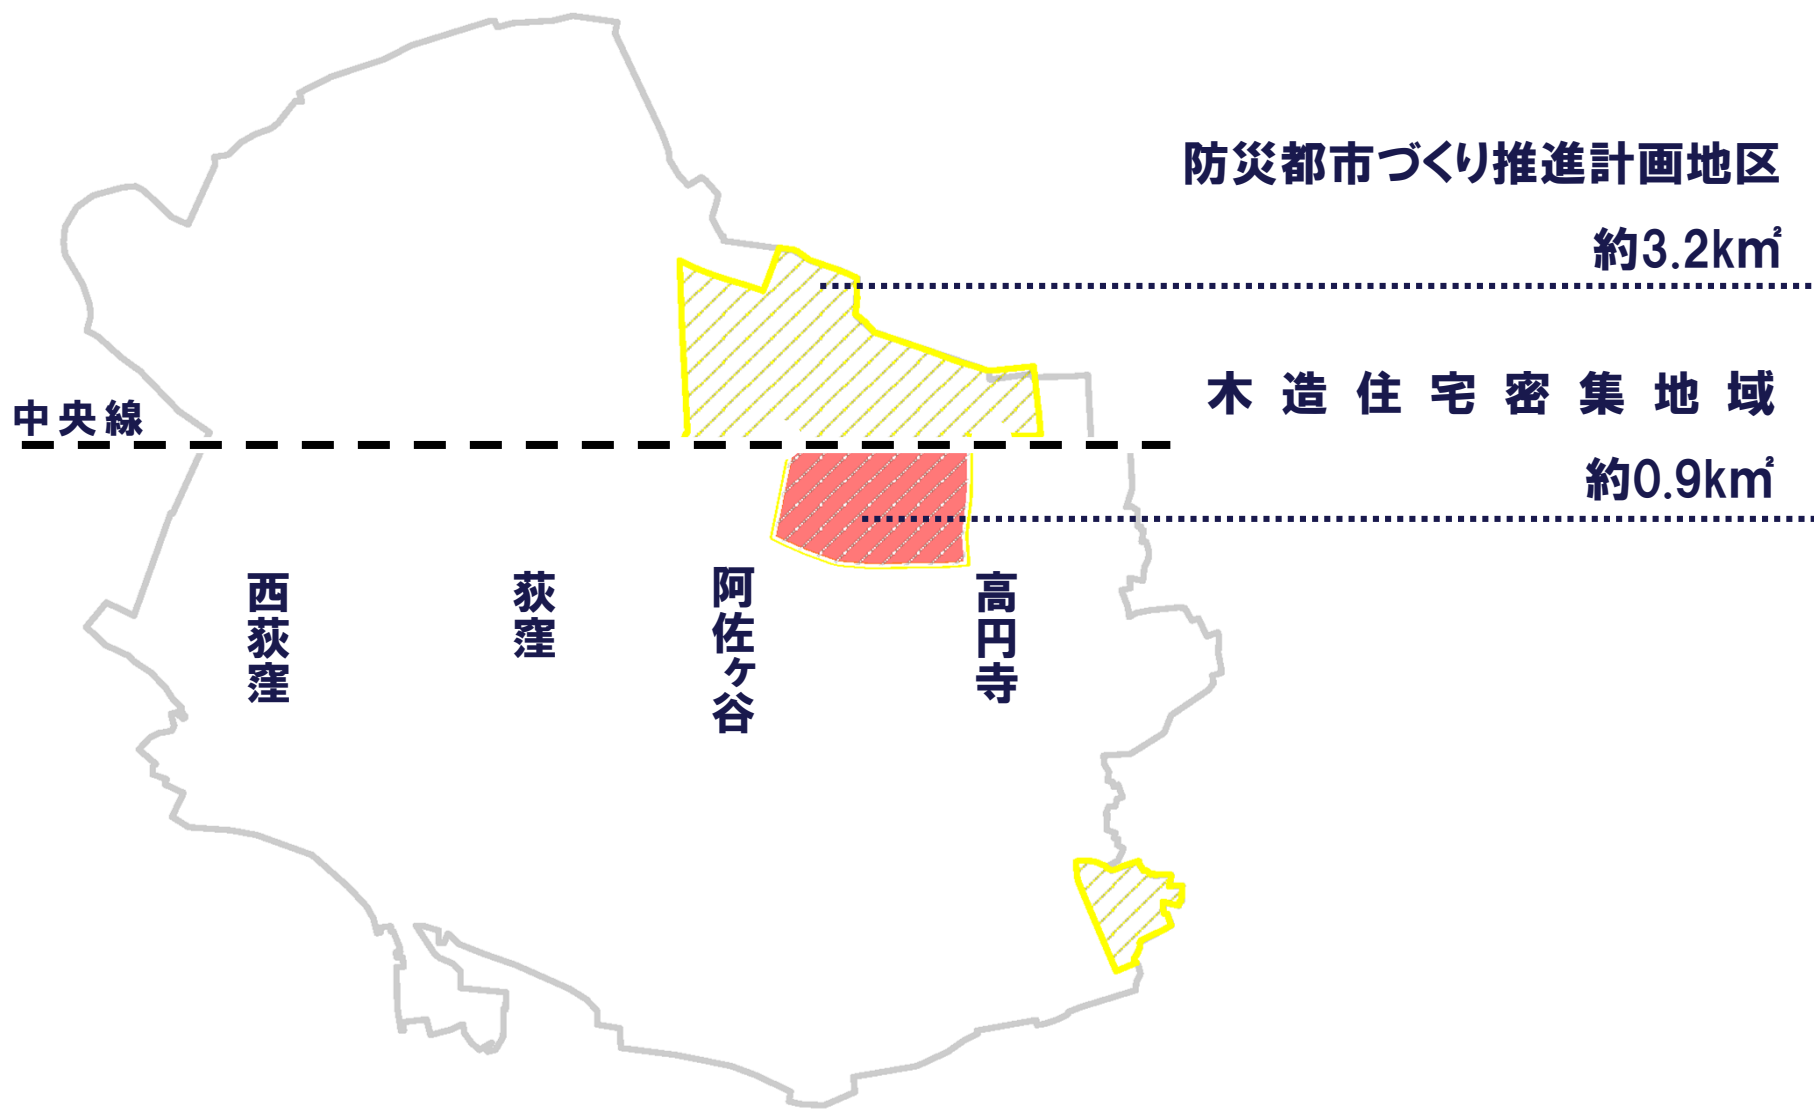 防災都市づくり推進計画地区
約3.2k㎡
木造住宅密集地域
約0.9k㎡
中央線
西荻窪
荻窪
阿佐ヶ谷
高円寺